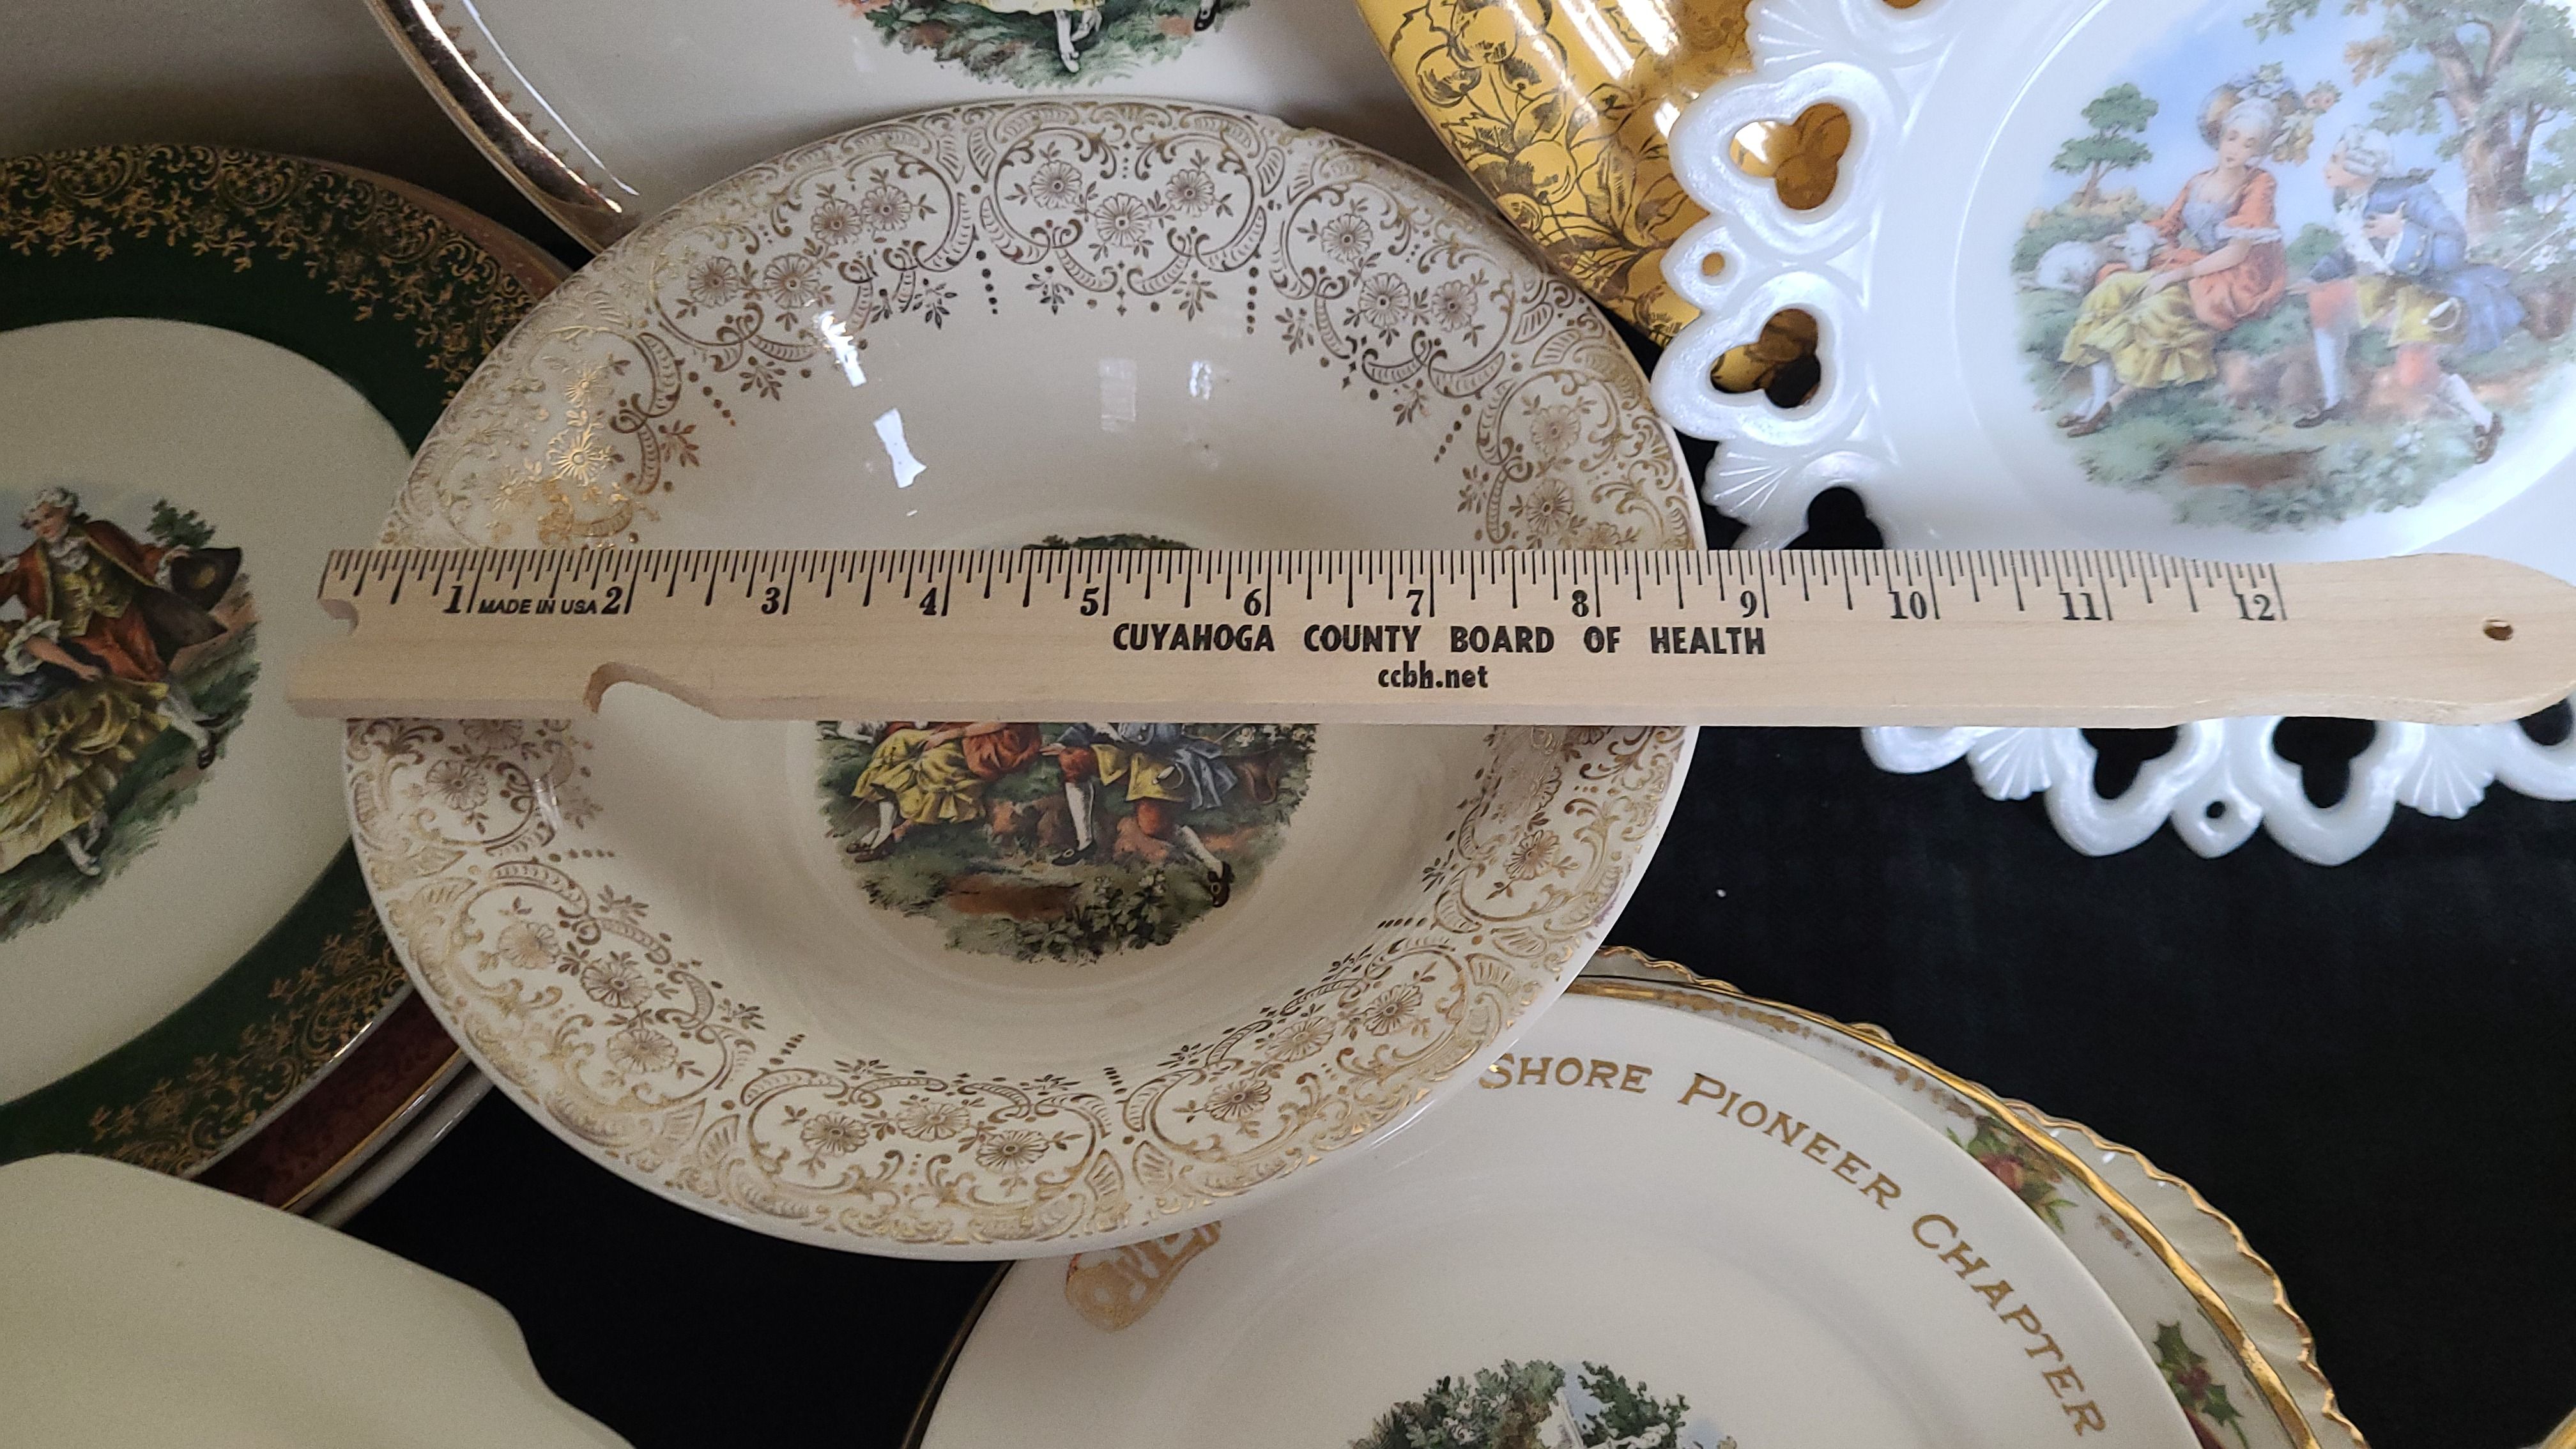 1 MADE IN USA 2 3 4 5 6 7 8 9 10 11 12
CUYAHOGA COUNTY BOARD OF HEALTH
ccbh.net
SHORE PIONEER CHAPTER